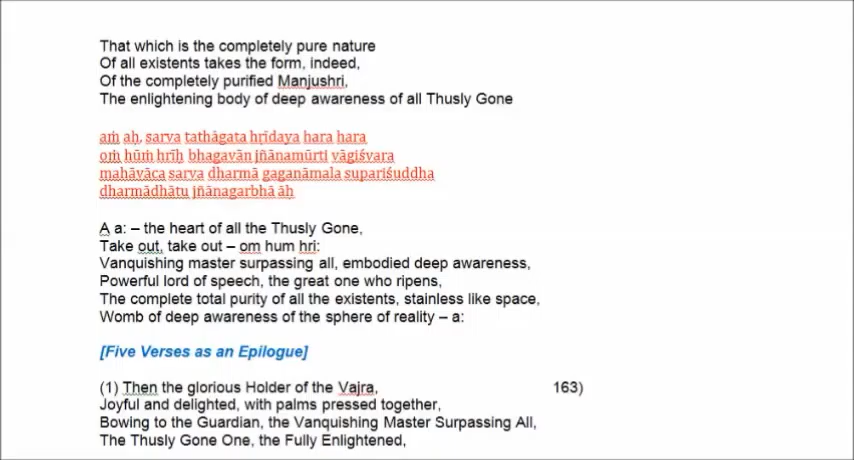 That which is the completely pure nature
Of all existents takes the form, indeed,
Of the completely purified Manjushri,
The enlightening body of deep awareness of all Thusly Gone
aṁ aḥ, sarva tathāgata hṛīdaya hara hara
oṁ hūṁ hrīḥ bhagavān jñānamūrti vāgiśvara
mahāvāca sarva dharmā gaganāmala supariśuddha
dharmādhātu jñānagarbhā āḥ
A a: – the heart of all the Thusly Gone,
Take out, take out – om hum hri:
Vanquishing master surpassing all, embodied deep awareness,
Powerful lord of speech, the great one who ripens,
The complete total purity of all the existents, stainless like space,
Womb of deep awareness of the sphere of reality – a:
[Five Verses as an Epilogue]
(1) Then the glorious Holder of the Vajra, 163)
Joyful and delighted, with palms pressed together,
Bowing to the Guardian, the Vanquishing Master Surpassing All,
The Thusly Gone One, the Fully Enlightened,